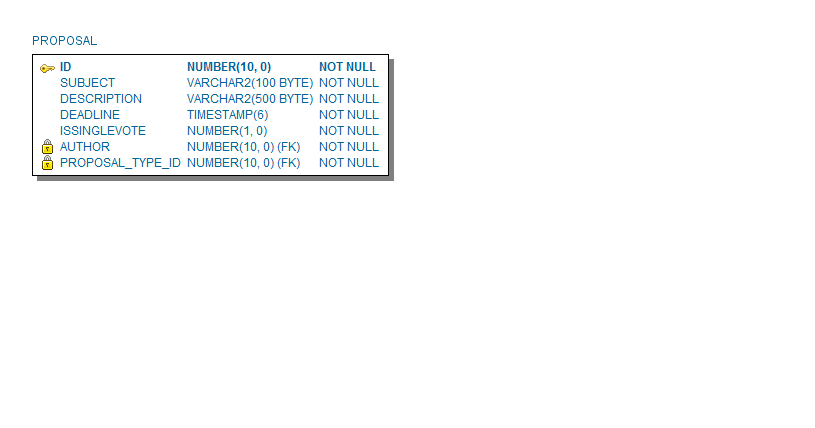 PROPOSAL
ID NUMBER(10, 0) NOT NULL
SUBJECT VARCHAR2(100 BYTE) NOT NULL
DESCRIPTION VARCHAR2(500 BYTE) NOT NULL
DEADLINE TIMESTAMP(6) NOT NULL
ISSINGLEVOTE NUMBER(1, 0) NOT NULL
AUTHOR NUMBER(10, 0) (FK) NOT NULL
PROPOSAL_TYPE_ID NUMBER(10, 0) (FK) NOT NULL